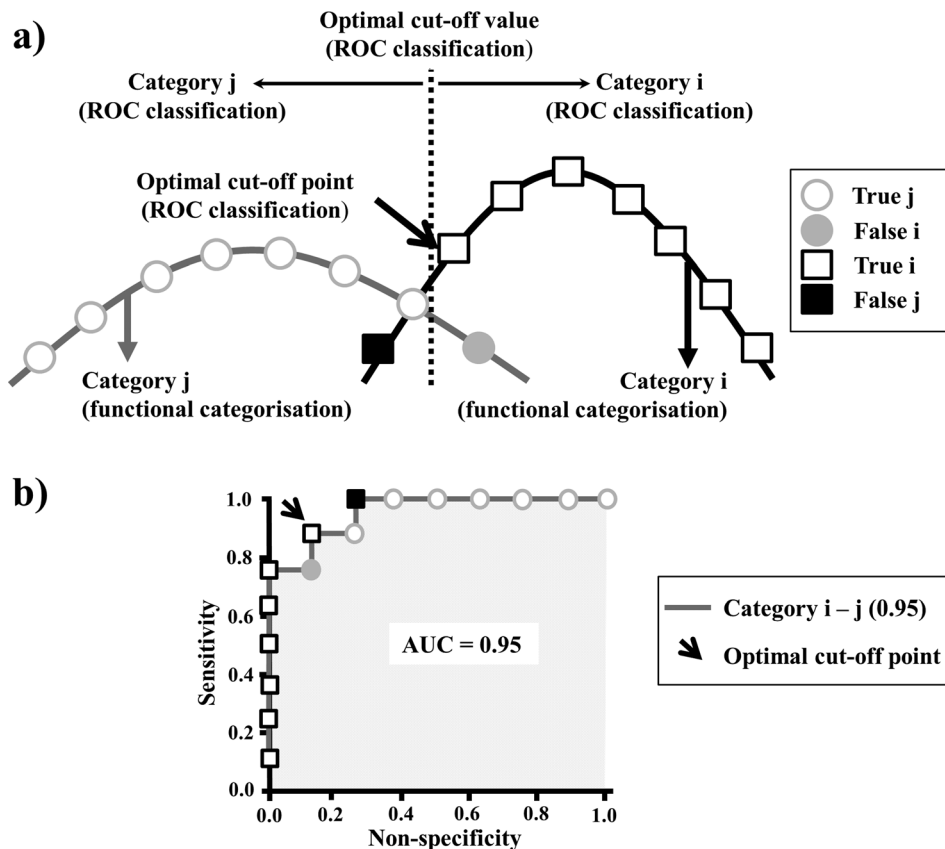 a)
Optimal cut-off value
(ROC classification)
Category j
(ROC classification)
Category i
(ROC classification)
Optimal cut-off point
(ROC classification)
True j
False i
True i
False j
Category j
(functional categorisation)
Category i
(functional categorisation)
b)
Sensitivity
1.0
0.8
0.6
0.4
0.2
0.0
AUC = 0.95
0.0 0.2 0.4 0.6 0.8 1.0
Non-specificity
Category i – j (0.95)
Optimal cut-off point